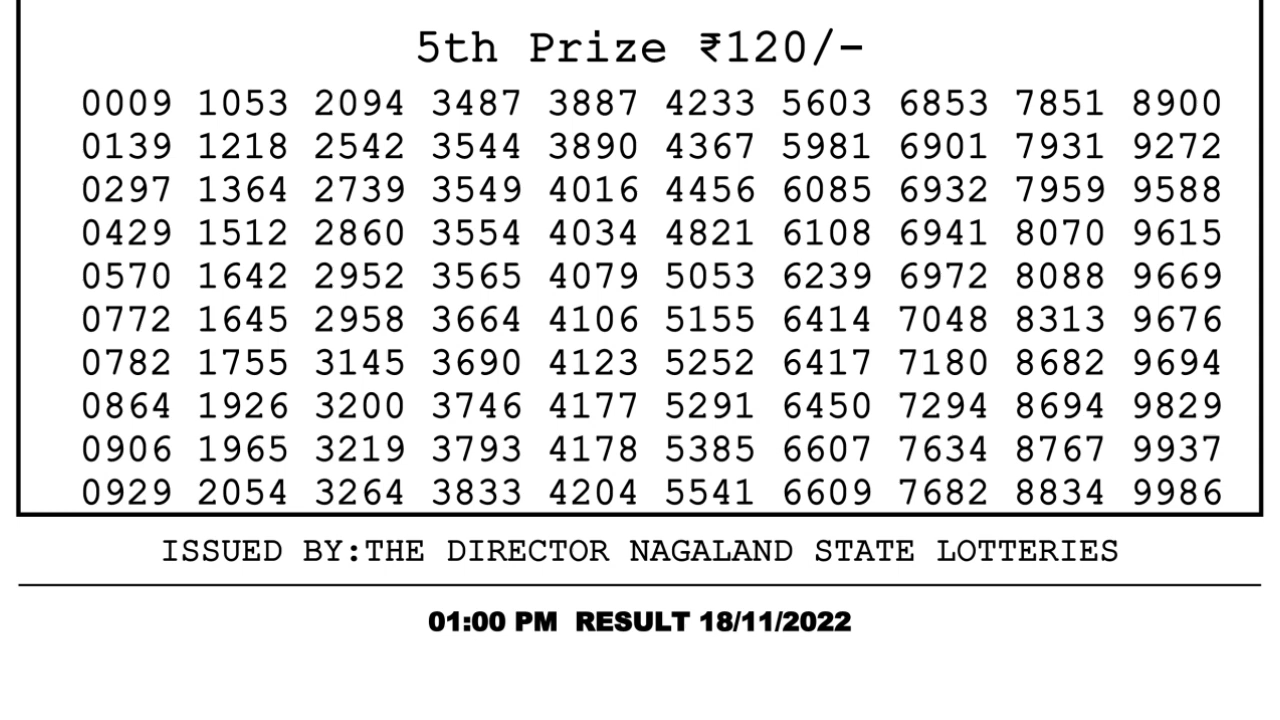 5th Prize ₹120/-
0009 1053 2094 3487 3887 4233 5603 6853 7851 8900
0139 1218 2542 3544 3890 4367 5981 6901 7931 9272
0297 1364 2739 3549 4016 4456 6085 6932 7959 9588
0429 1512 2860 3554 4034 4821 6108 6941 8070 9615
0570 1642 2952 3565 4079 5053 6239 6972 8088 9669
0772 1645 2958 3664 4106 5155 6414 7048 8313 9676
0782 1755 3145 3690 4123 5252 6417 7180 8682 9694
0864 1926 3200 3746 4177 5291 6450 7294 8694 9829
0906 1965 3219 3793 4178 5385 6607 7634 8767 9937
0929 2054 3264 3833 4204 5541 6609 7682 8834 9986
ISSUED BY:THE DIRECTOR NAGALAND STATE LOTTERIES
01:00 PM RESULT 18/11/2022